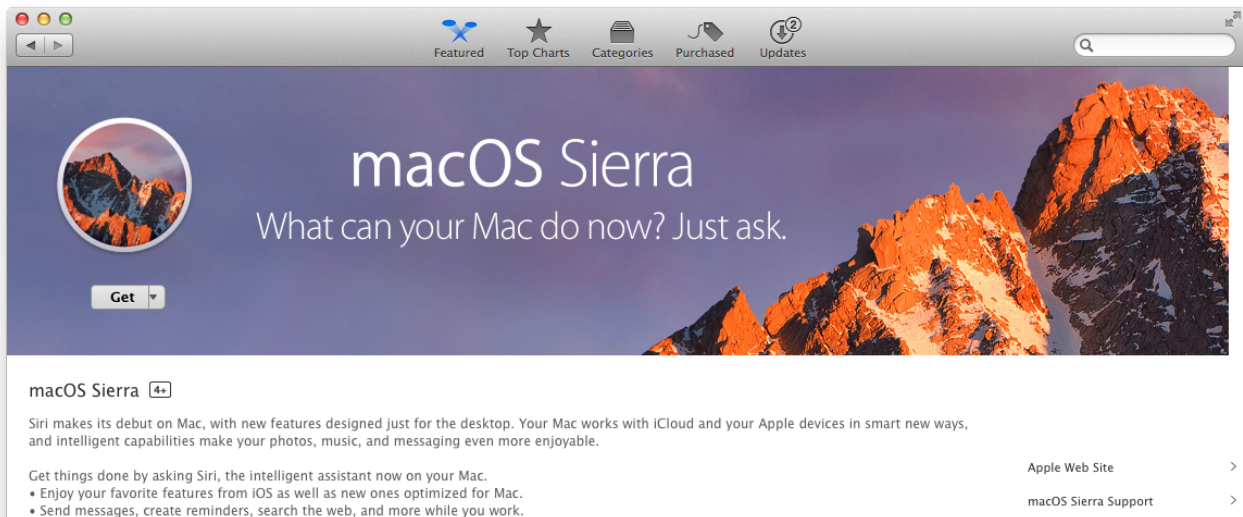 Featured Top Charts Categories Purchased Updates 2
macOS Sierra
What can your Mac do now? Just ask.
Get
macOS Sierra 4+
Siri makes its debut on Mac, with new features designed just for the desktop. Your Mac works with iCloud and your Apple devices in smart new ways,
and intelligent capabilities make your photos, music, and messaging even more enjoyable.
Get things done by asking Siri, the intelligent assistant now on your Mac.
• Enjoy your favorite features from iOS as well as new ones optimized for Mac.
• Send messages, create reminders, search the web, and more while you work.
Apple Web Site
macOS Sierra Support